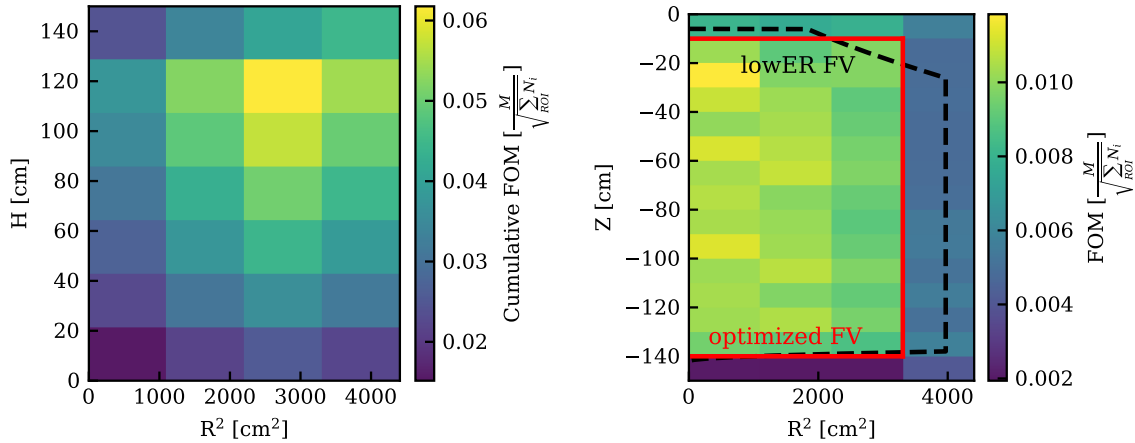 140
120
100
80
60
40
20
0
H [cm]
0 1000 2000 3000 4000
R² [cm²]
0.06
0.05
0.04
0.03
0.02
Cumulative FOM [M / √∑ROI Nᵢ]
0
−20
−40
−60
−80
−100
−120
−140
Z [cm]
lowER FV
optimized FV
0 2000 4000
R² [cm²]
0.010
0.008
0.006
0.004
0.002
FOM [M / √∑ROI Nᵢ]